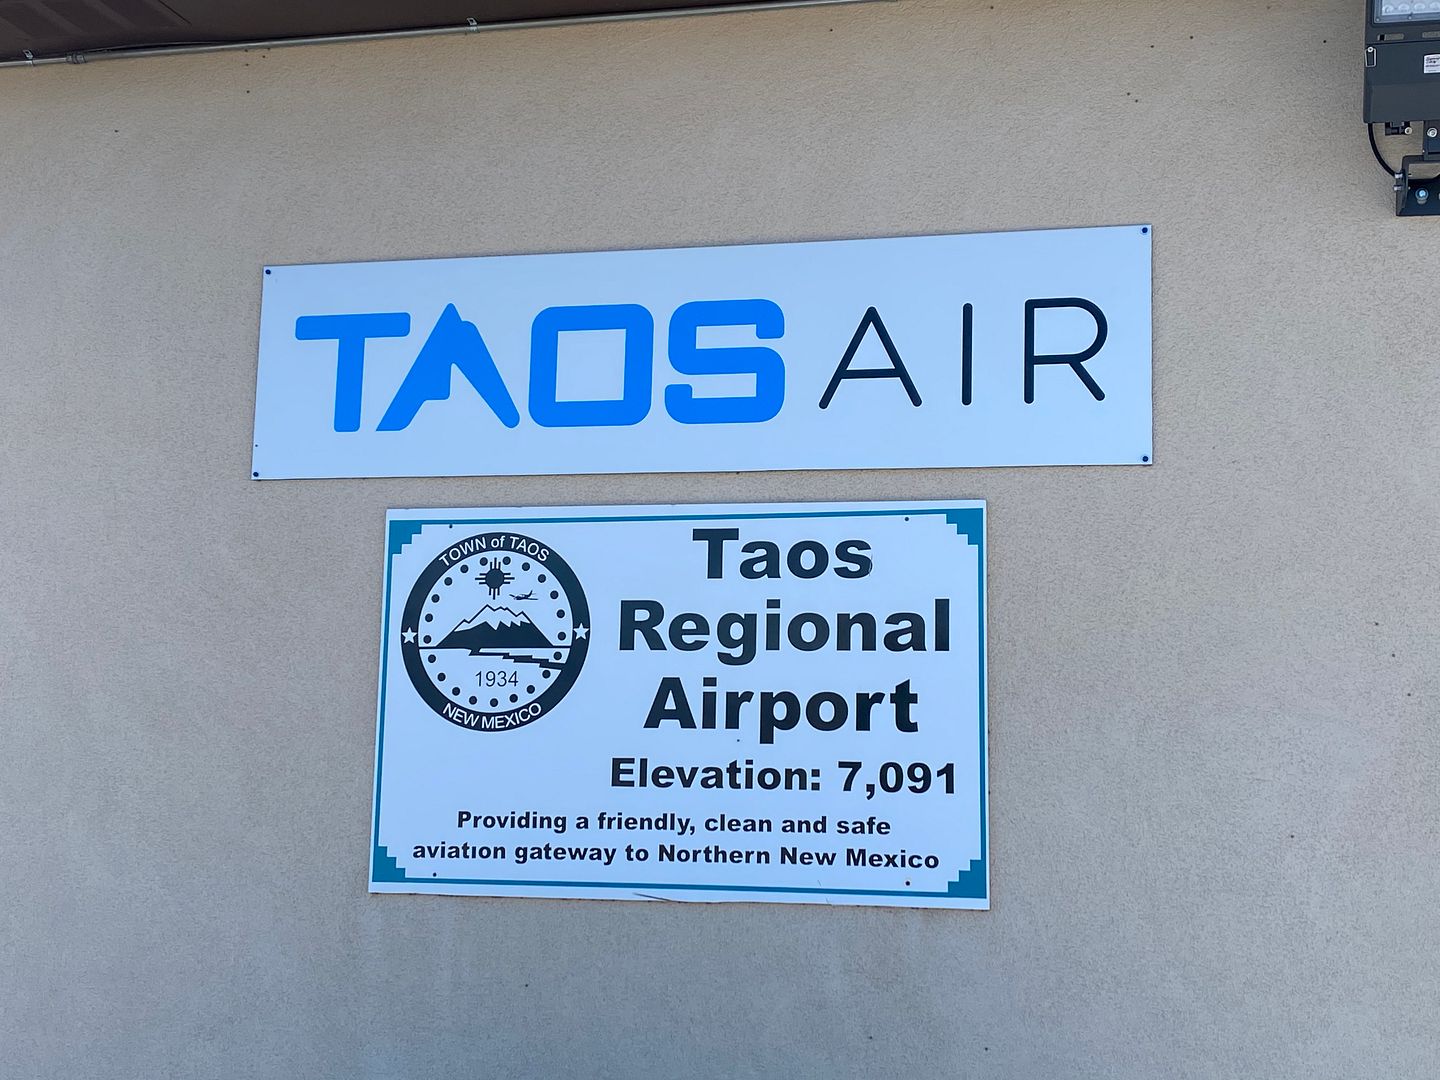 TAOS AIR
TOWN of TAOS
1934
NEW MEXICO
Taos
Regional
Airport
Elevation: 7,091
Providing a friendly, clean and safe
aviation gateway to Northern New Mexico